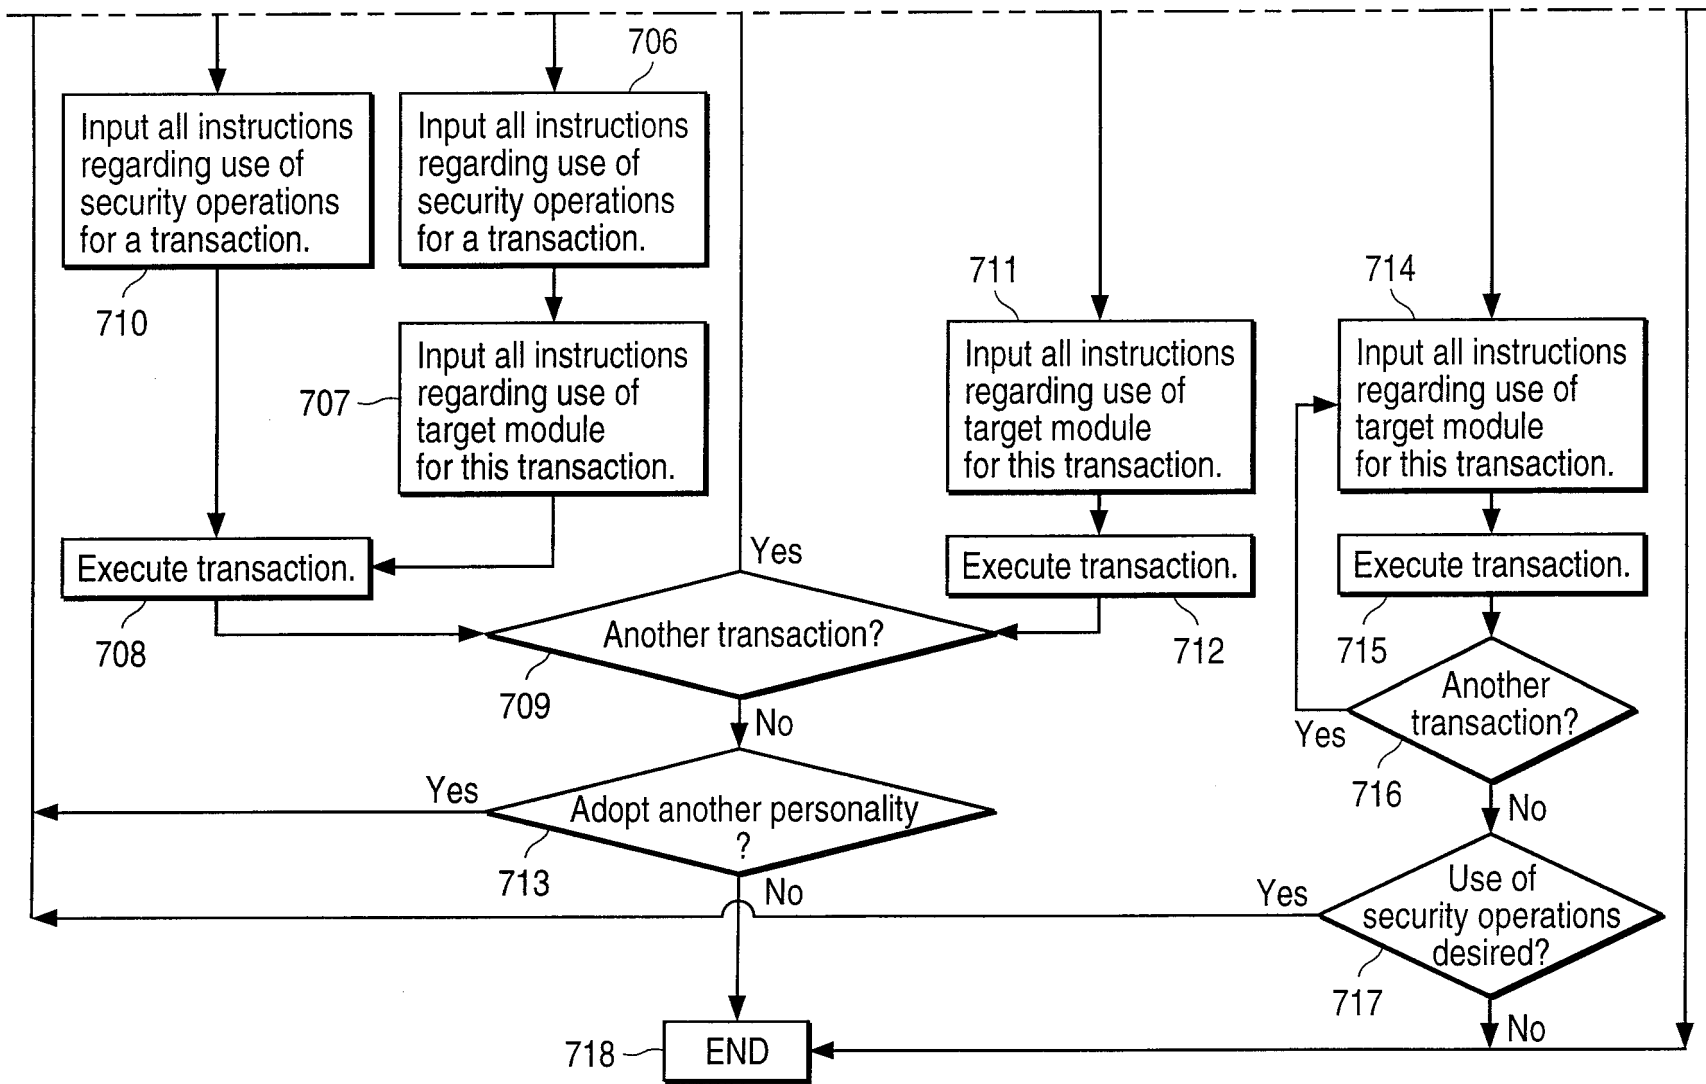 706
Input all instructions
regarding use of
security operations
for a transaction.
710
Input all instructions
regarding use of
security operations
for a transaction.
707
Input all instructions
regarding use of
target module
for this transaction.
711
Input all instructions
regarding use of
target module
for this transaction.
714
Input all instructions
regarding use of
target module
for this transaction.
Execute transaction.
708
Yes
Another transaction?
709
No
Execute transaction.
712
Execute transaction.
715
Another
transaction?
Yes
716
No
Yes
Adopt another personality
?
713
No
Yes
Use of
security operations
desired?
717
No
718
END